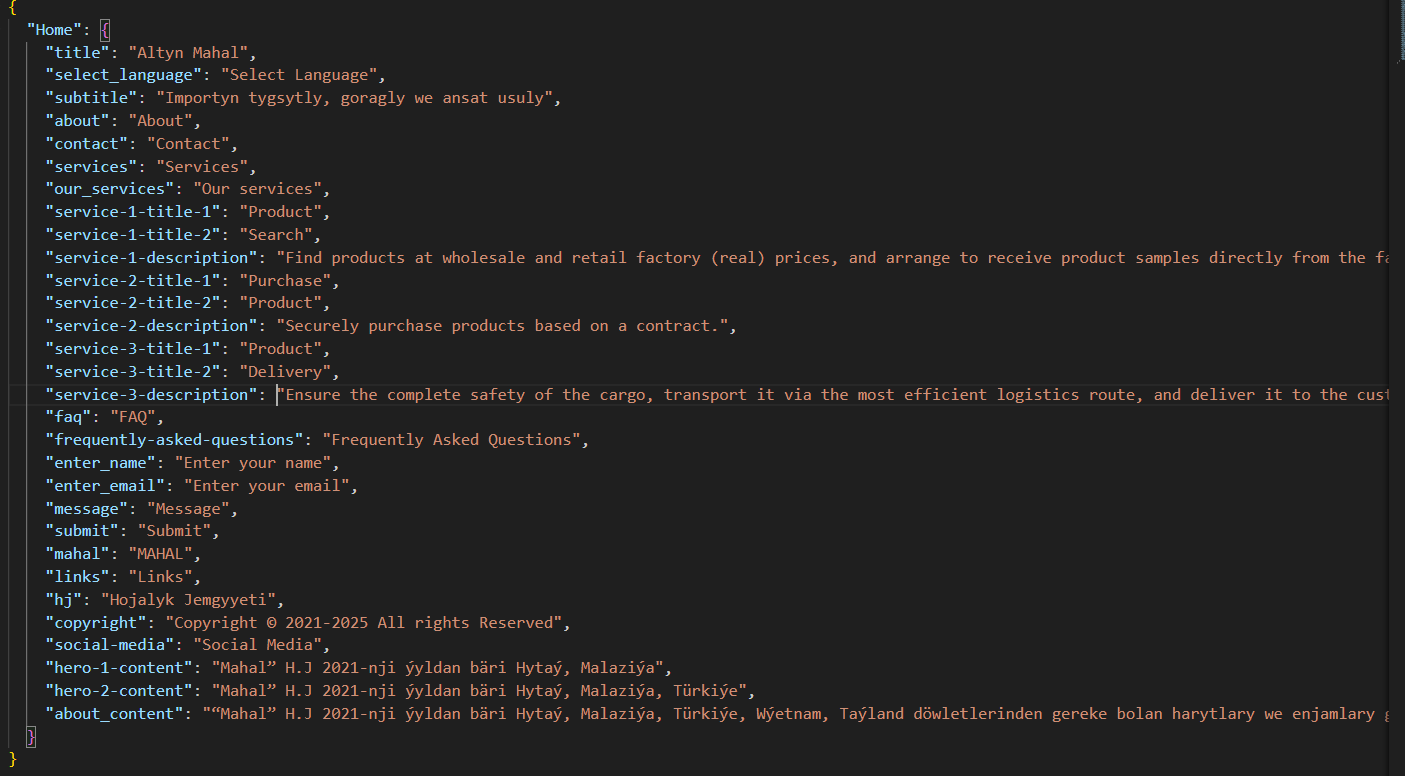 {
"Home": {
"title": "Altyn Mahal",
"select_language": "Select Language",
"subtitle": "Importyn tygsytly, goragly we ansat usuly",
"about": "About",
"contact": "Contact",
"services": "Services",
"our_services": "Our services",
"service-1-title-1": "Product",
"service-1-title-2": "Search",
"service-1-description": "Find products at wholesale and retail factory (real) prices, and arrange to receive product samples directly from the
"service-2-title-1": "Purchase",
"service-2-title-2": "Product",
"service-2-description": "Securely purchase products based on a contract.",
"service-3-title-1": "Product",
"service-3-title-2": "Delivery",
"service-3-description": "Ensure the complete safety of the cargo, transport it via the most efficient logistics route, and deliver it to the
"faq": "FAQ",
"frequently-asked-questions": "Frequently Asked Questions",
"enter_name": "Enter your name",
"enter_email": "Enter your email",
"message": "Message",
"submit": "Submit",
"mahal": "MAHAL",
"links": "Links",
"hj": "Hojalyk Jemgyyeti",
"copyright": "Copyright © 2021-2025 All rights Reserved",
"social-media": "Social Media",
"hero-1-content": "Mahal” H.J 2021-nji ýyldan bäri Hytaý, Malaziýa",
"hero-2-content": "Mahal” H.J 2021-nji ýyldan bäri Hytaý, Malaziýa, Türkiýe",
"about_content": "“Mahal” H.J 2021-nji ýyldan bäri Hytaý, Malaziýa, Türkiýe, Wýetnam, Taýland döwletlerinden gereke bolan harytlary we enjamlary
}
}